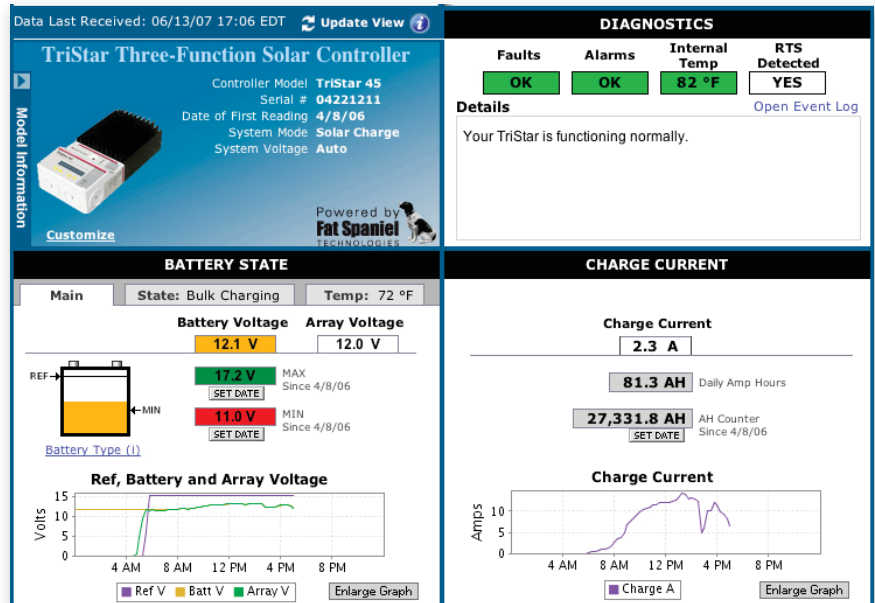 Data Last Received: 06/13/07 17:06 EDT Update View i
TriStar Three-Function Solar Controller
Model Information
Controller Model TriStar 45
Serial # 04221211
Date of First Reading 4/8/06
System Mode Solar Charge
System Voltage Auto
Customize
Powered by
Fat Spaniel
TECHNOLOGIES
DIAGNOSTICS
Faults Alarms Internal Temp RTS Detected
OK OK 82 °F YES
Details Open Event Log
Your TriStar is functioning normally.
BATTERY STATE
Main State: Bulk Charging Temp: 72 °F
Battery Voltage Array Voltage
12.1 V 12.0 V
REF
MIN
17.2 V MAX
SET DATE Since 4/8/06
11.0 V MIN
SET DATE Since 4/8/06
Battery Type (I)
Ref, Battery and Array Voltage
Volts
15
10
5
0
4 AM 8 AM 12 PM 4 PM 8 PM
Ref V Batt V Array V Enlarge Graph
CHARGE CURRENT
Charge Current
2.3 A
81.3 AH Daily Amp Hours
27,331.8 AH AH Counter
SET DATE Since 4/8/06
Charge Current
Amps
10
5
0
4 AM 8 AM 12 PM 4 PM 8 PM
Charge A Enlarge Graph